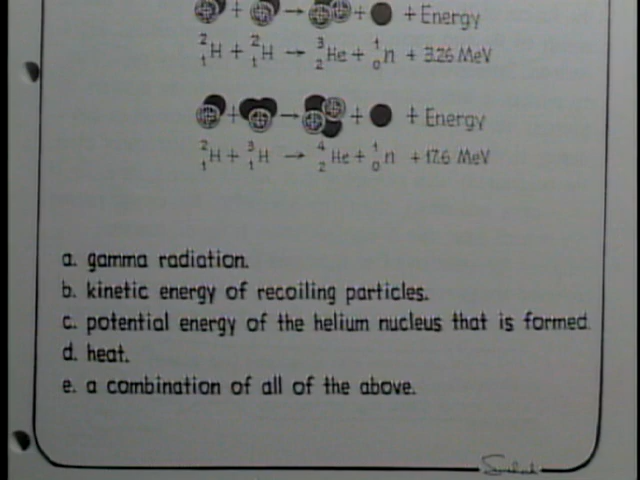 + → + + Energy
²₁H + ²₁H → ³₂He + ¹₀n + 3.26 MeV
+ → + + Energy
²₁H + ³₁H → ⁴₂He + ¹₀n + 17.6 MeV
a. gamma radiation.
b. kinetic energy of recoiling particles.
c. potential energy of the helium nucleus that is formed.
d. heat.
e. a combination of all of the above.